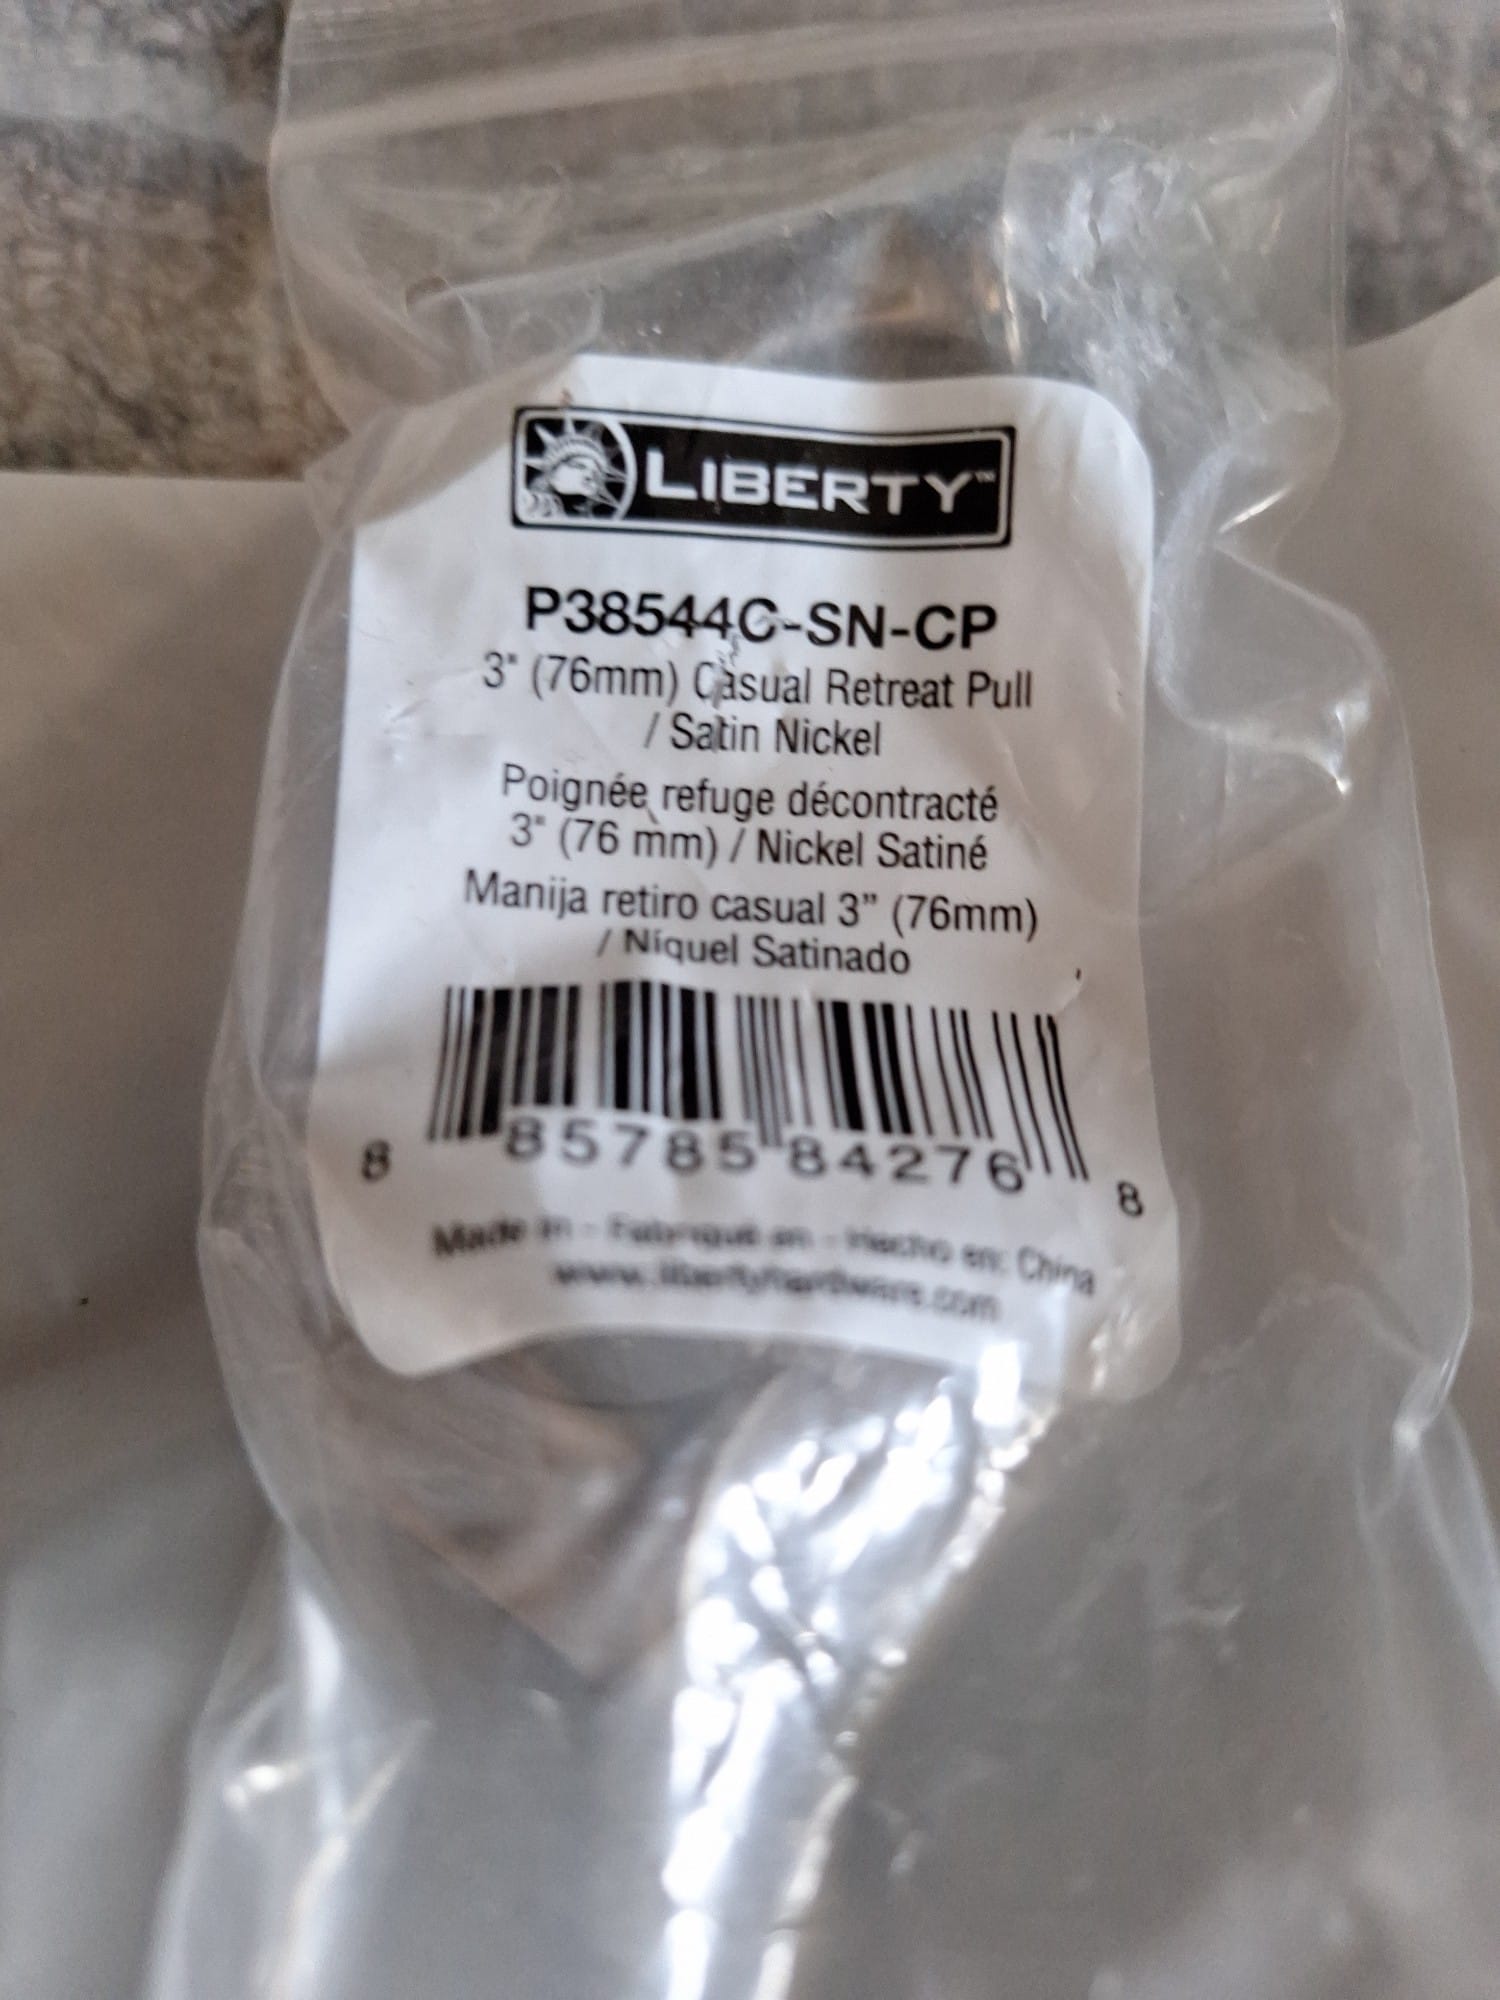 LIBERTY™
P38544C-SN-CP
3" (76mm) Casual Retreat Pull
/ Satin Nickel
Poignée refuge décontracté
3" (76 mm) / Nickel Satiné
Manija retiro casual 3” (76mm)
/ Níquel Satinado
8 85785 84276 8
Made in - Fabriqué en - Hecho en: China
www.libertyhardware.com